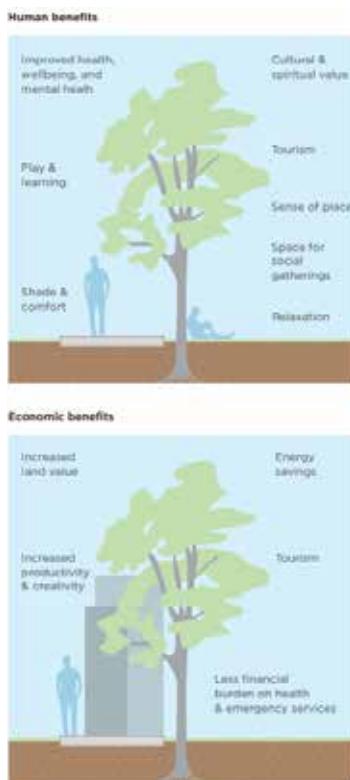 Human benefits
Improved health,
wellbeing, and
mental heath
Cultural &
spiritual value
Tourism
Play &
learning
Sense of place
Space for
social
gatherings
Shade &
comfort
Relaxation
Economic benefits
Increased
land value
Energy
savings
Increased
productivity
& creativity
Tourism
Less financial
burden on health
& emergency services